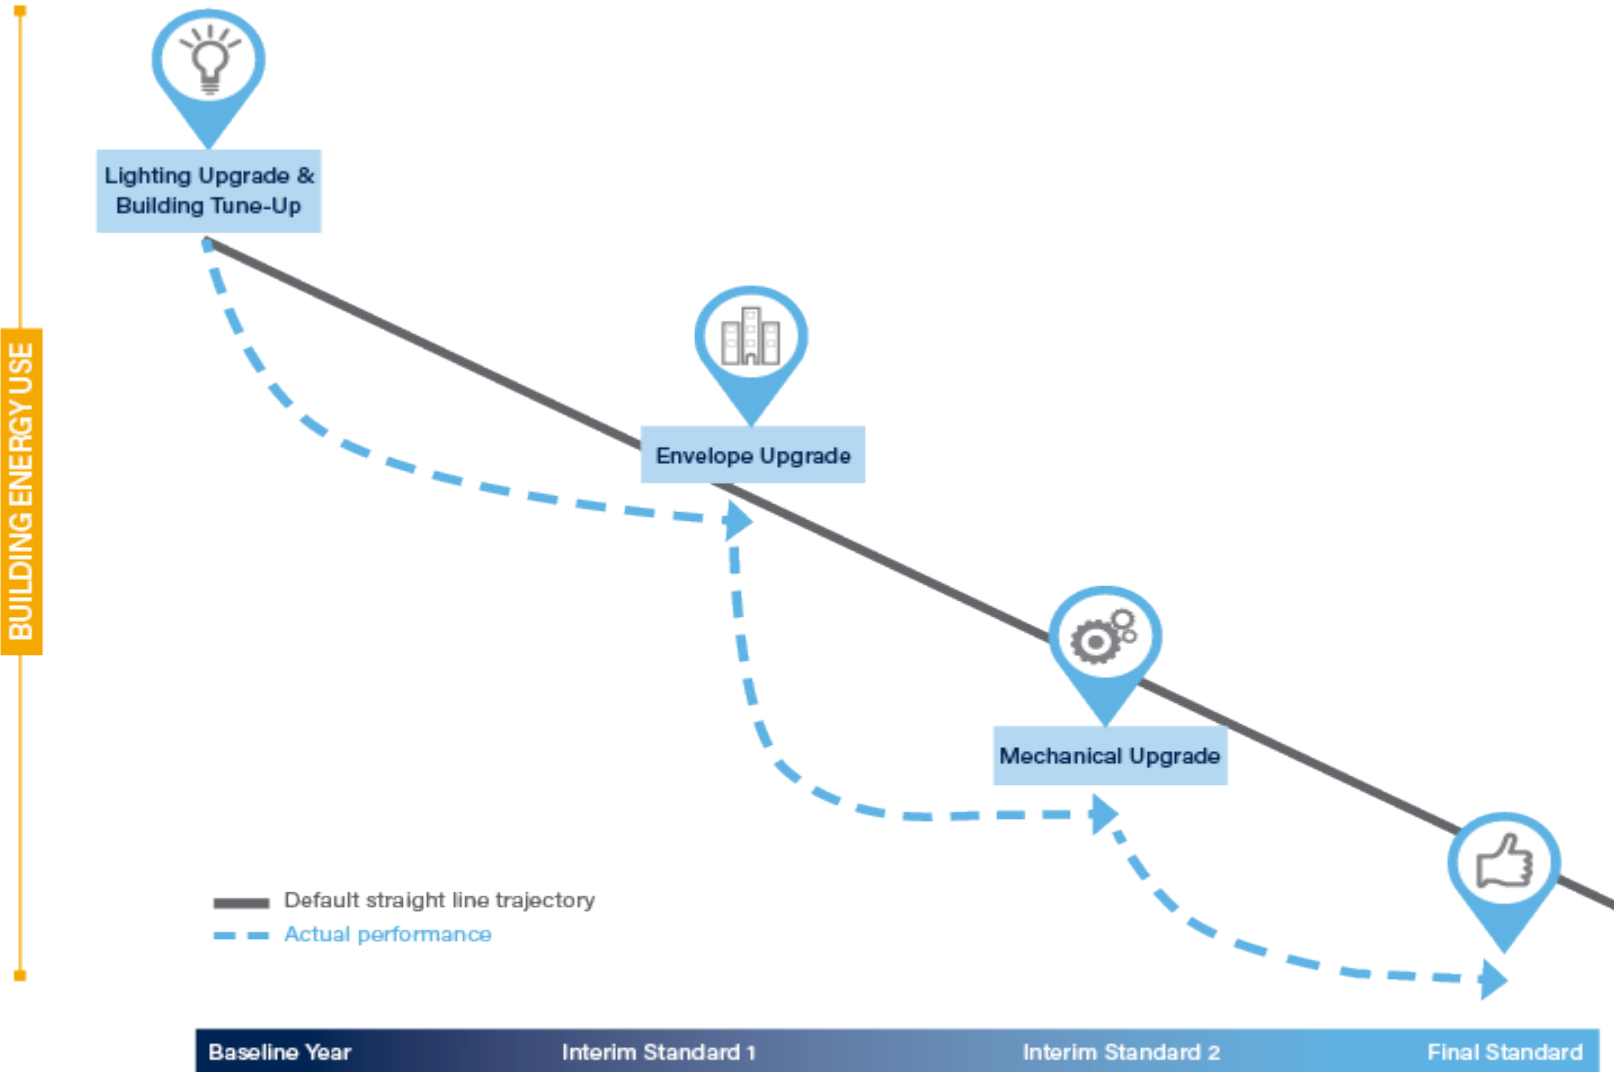 Lighting Upgrade &
Building Tune-Up
Envelope Upgrade
Mechanical Upgrade
BUILDING ENERGY USE
Default straight line trajectory
Actual performance
Baseline Year
Interim Standard 1
Interim Standard 2
Final Standard